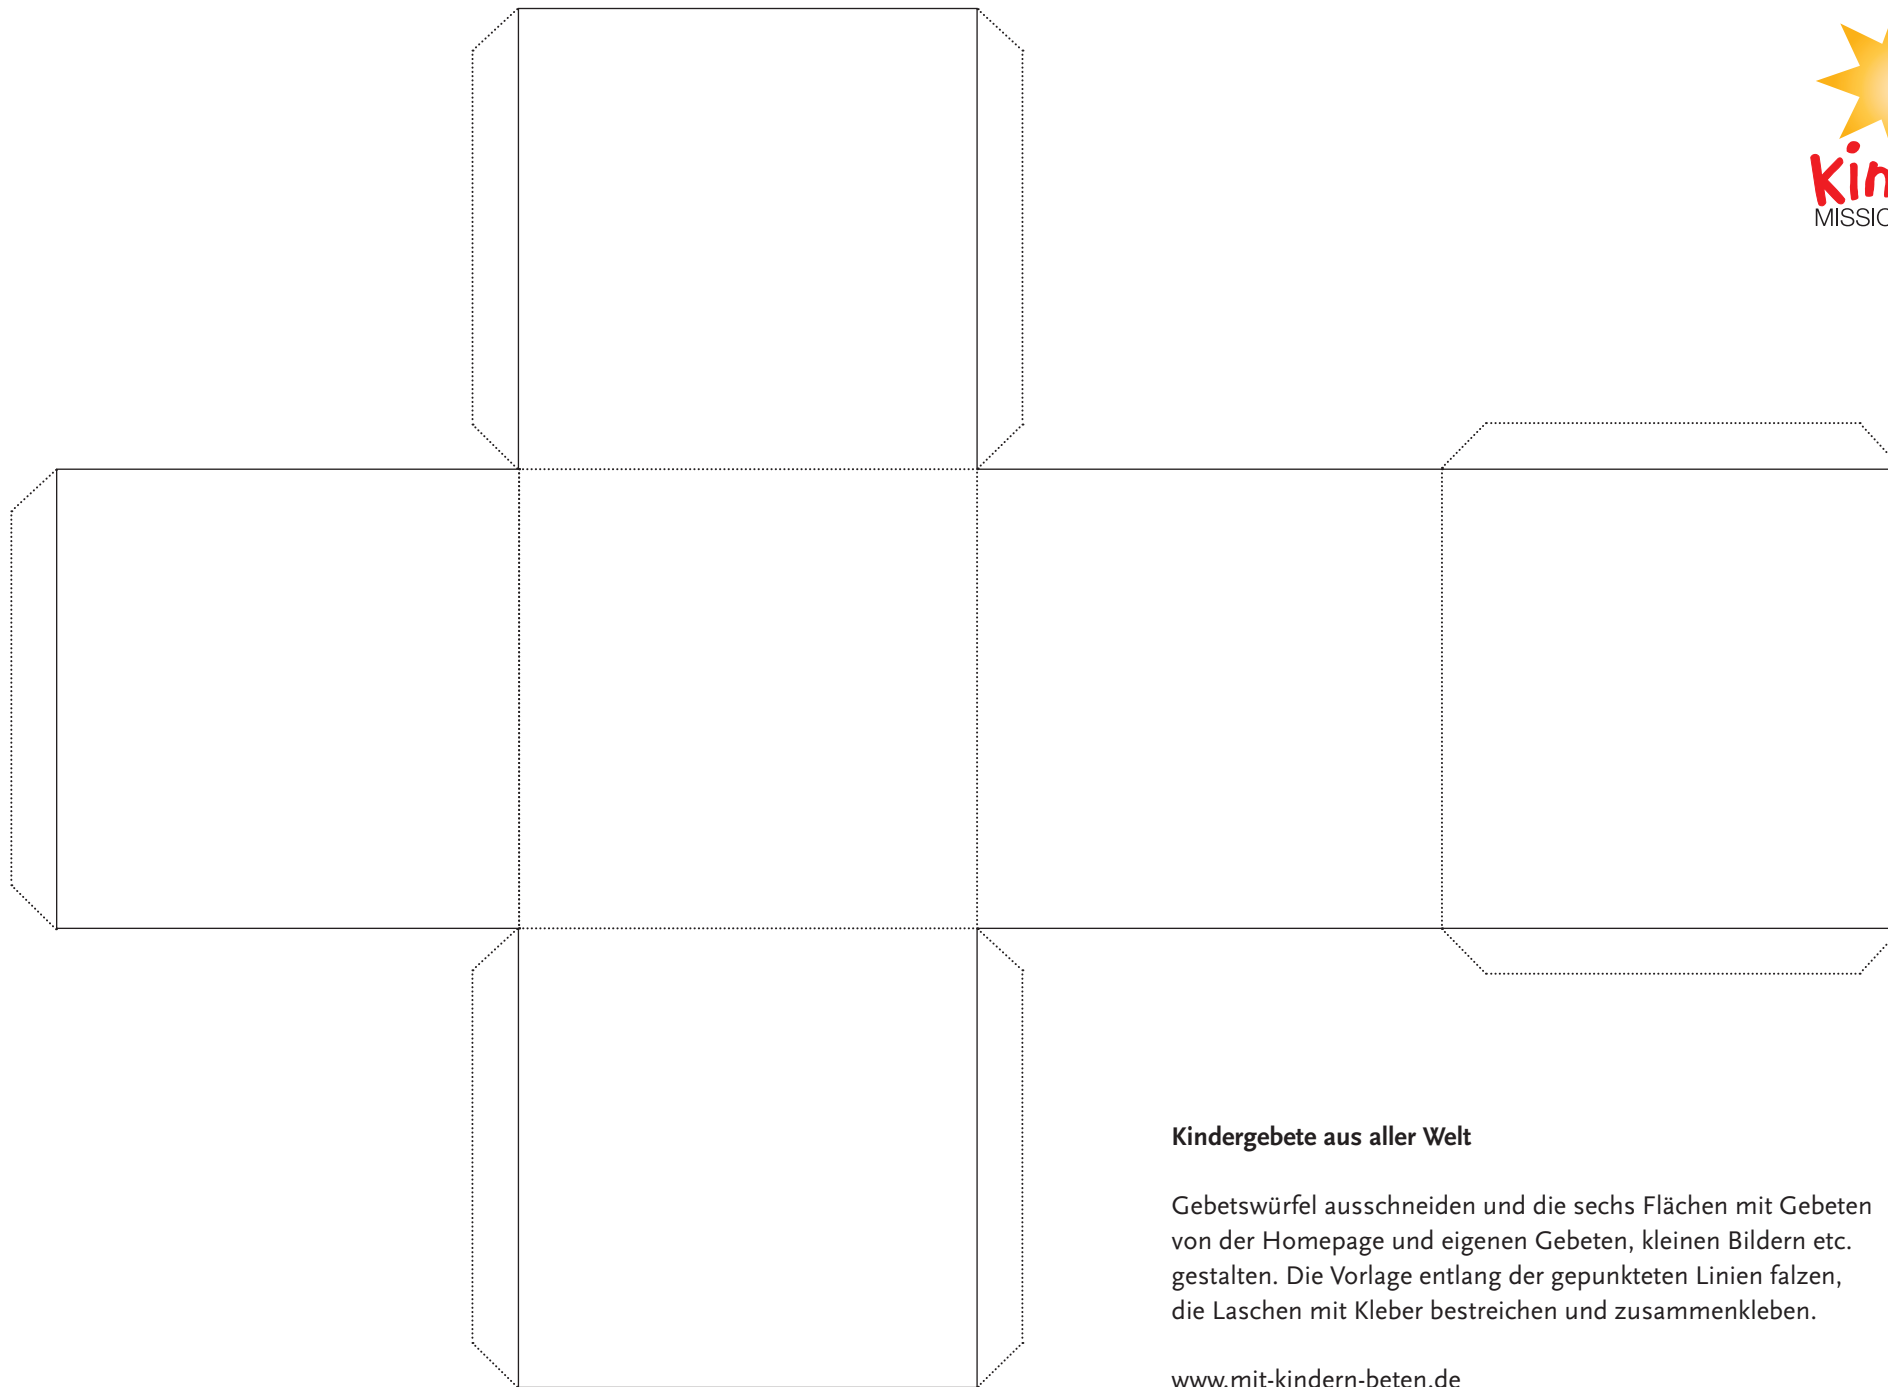 Kin
MISSIO
Kindergebete aus aller Welt
Gebetswürfel ausschneiden und die sechs Flächen mit Gebeten
von der Homepage und eigenen Gebeten, kleinen Bildern etc.
gestalten. Die Vorlage entlang der gepunkteten Linien falzen,
die Laschen mit Kleber bestreichen und zusammenkleben.
www.mit-kindern-beten.de